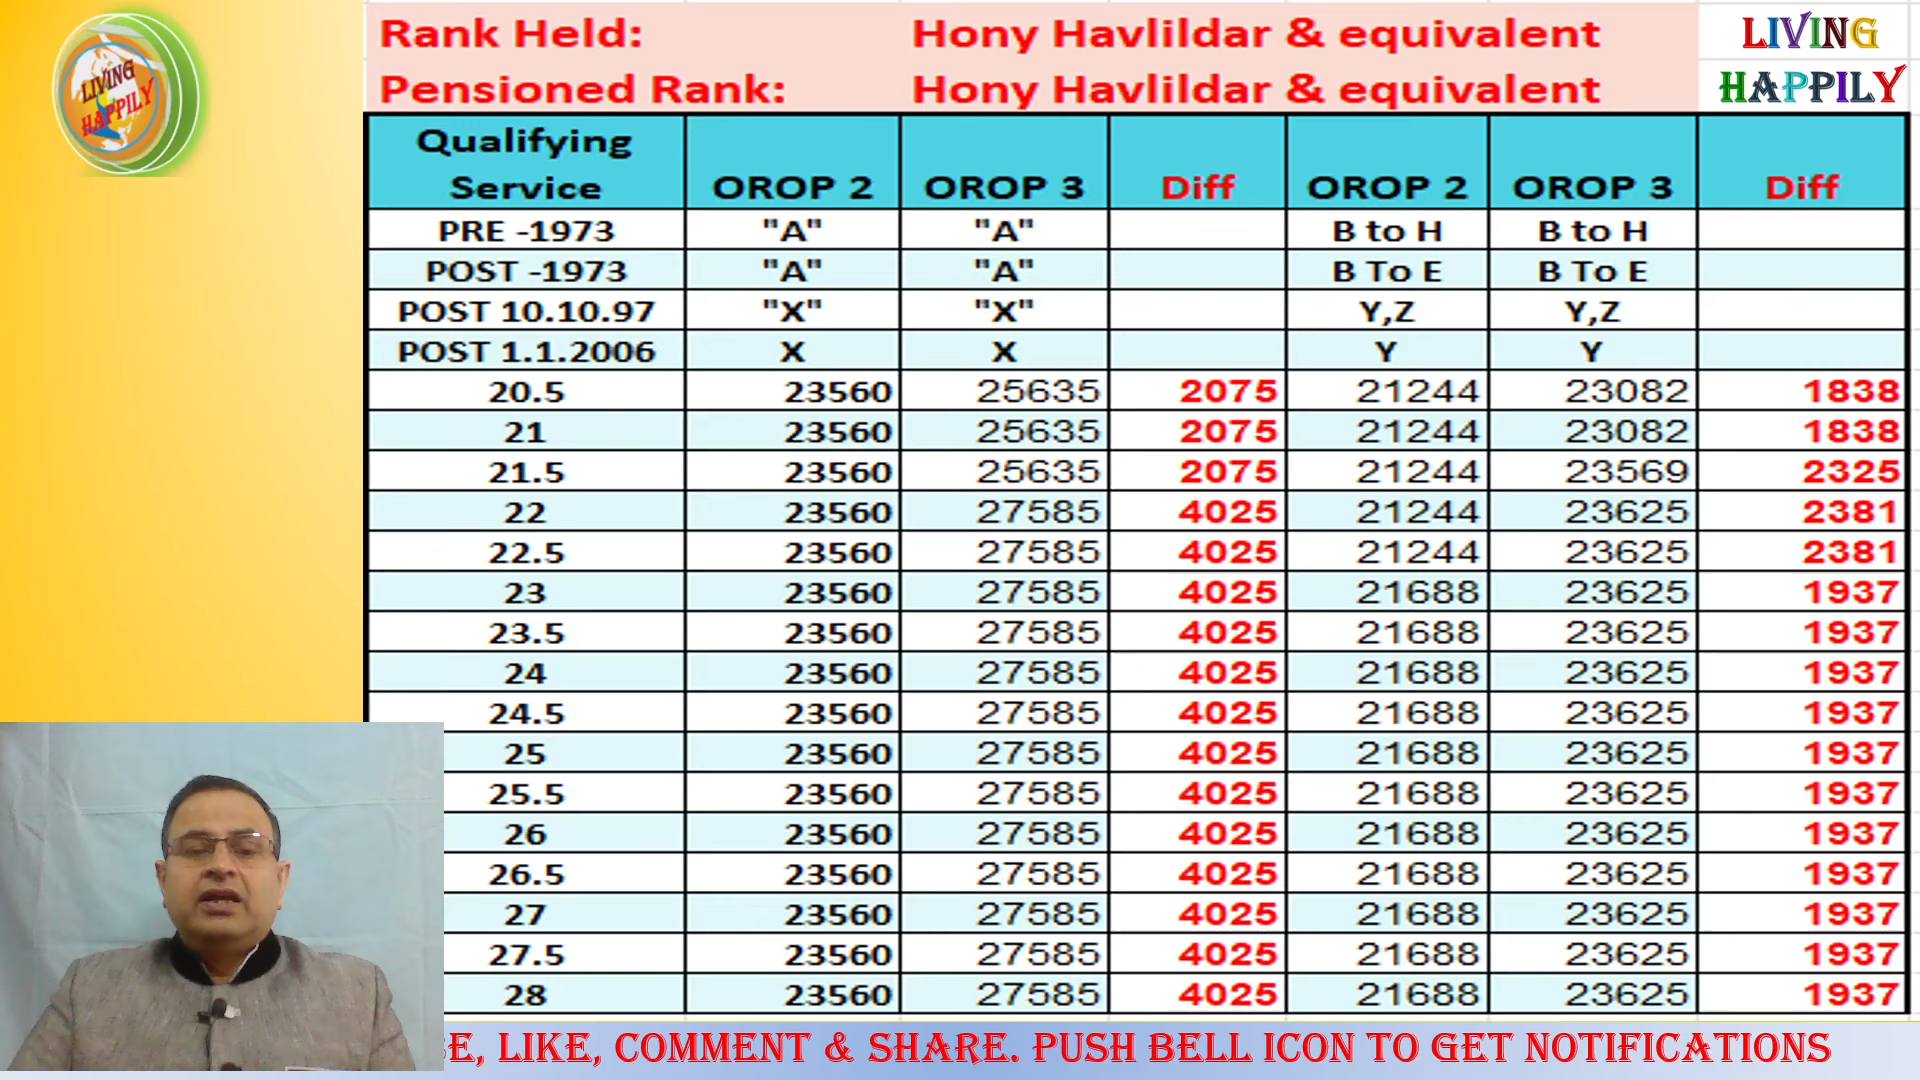 LIVING
HAPPILY
Rank Held: Hony Havlildar & equivalent
Pensioned Rank: Hony Havlildar & equivalent
LIVING
HAPPILY
Qualifying Service OROP 2 OROP 3 Diff OROP 2 OROP 3 Diff
PRE -1973 "A" "A" B to H B to H
POST -1973 "A" "A" B To E B To E
POST 10.10.97 "X" "X" Y,Z Y,Z
POST 1.1.2006 X X Y Y
20.5 23560 25635 2075 21244 23082 1838
21 23560 25635 2075 21244 23082 1838
21.5 23560 25635 2075 21244 23569 2325
22 23560 27585 4025 21244 23625 2381
22.5 23560 27585 4025 21244 23625 2381
23 23560 27585 4025 21688 23625 1937
23.5 23560 27585 4025 21688 23625 1937
24 23560 27585 4025 21688 23625 1937
24.5 23560 27585 4025 21688 23625 1937
25 23560 27585 4025 21688 23625 1937
25.5 23560 27585 4025 21688 23625 1937
26 23560 27585 4025 21688 23625 1937
26.5 23560 27585 4025 21688 23625 1937
27 23560 27585 4025 21688 23625 1937
27.5 23560 27585 4025 21688 23625 1937
28 23560 27585 4025 21688 23625 1937
E, LIKE, COMMENT & SHARE. PUSH BELL ICON TO GET NOTIFICATIONS